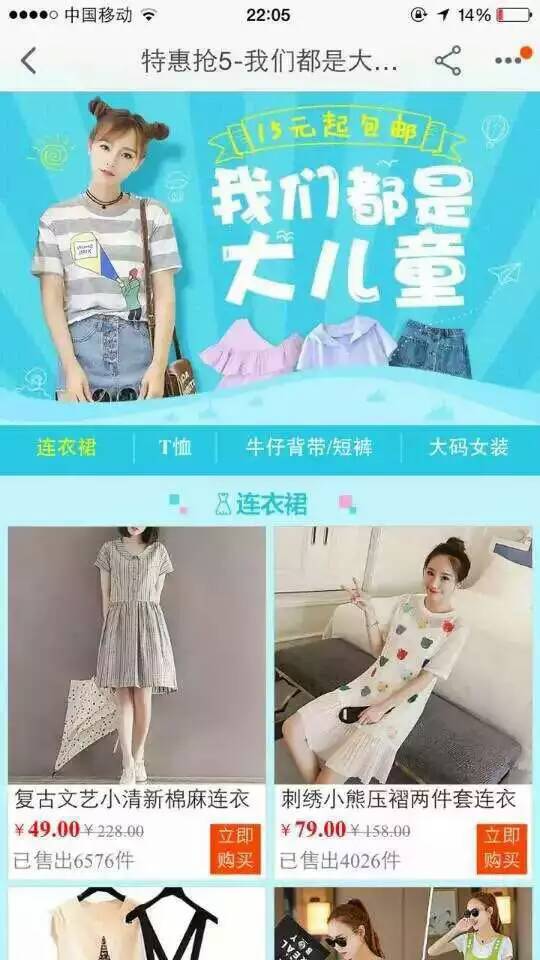 中国移动
22:05
14%
特惠抢5-我们都是大...
15元起包邮
我们都是
大儿童
连衣裙
T恤
牛仔背带/短裤
大码女装
连衣裙
复古文艺小清新棉麻连衣
¥49.00 ¥228.00
已售出6576件
立即
购买
刺绣小熊压褶两件套连衣
¥79.00 ¥158.00
已售出4026件
立即
购买